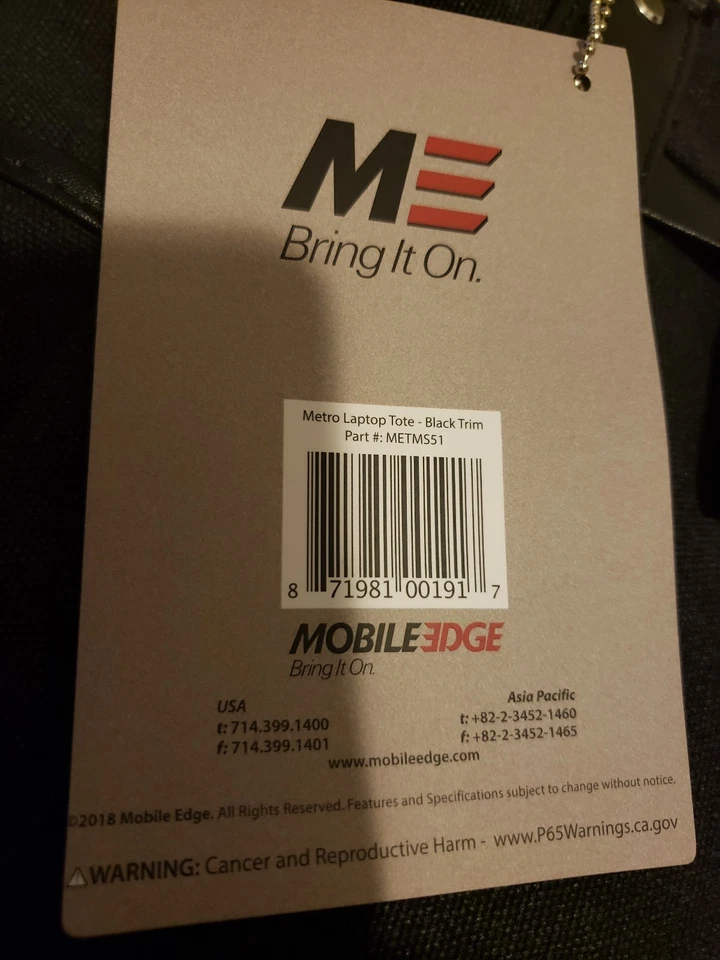 ME
Bring It On.
Metro Laptop Tote - Black Trim
Part #: METMS51
8 71981 00191 7
MOBILEEDGE
Bring It On.
USA
t: 714.399.1400
f: 714.399.1401
Asia Pacific
t: +82-2-3452-1460
f: +82-2-3452-1465
www.mobileedge.com
©2018 Mobile Edge. All Rights Reserved. Features and Specifications subject to change without notice.
⚠WARNING: Cancer and Reproductive Harm - www.P65Warnings.ca.gov